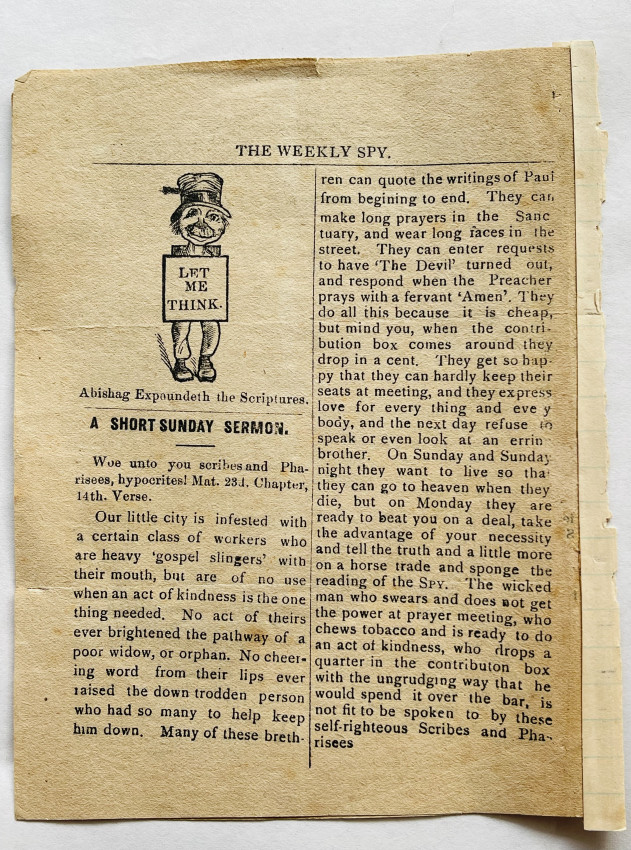 THE WEEKLY SPY.
LET
ME
THINK.
Abishag Expoundeth the Scriptures.
A SHORT SUNDAY SERMON.
Woe unto you scribes and Pha-
risees, hypocrites! Mat. 23d. Chapter,
14th. Verse.
Our little city is infested with
a certain class of workers who
are heavy 'gospel slingers' with
their mouth, but are of no use
when an act of kindness is the one
thing needed. No act of theirs
ever brightened the pathway of a
poor widow, or orphan. No cheer-
ing word from their lips ever
raised the down trodden person
who had so many to help keep
him down. Many of these breth-
ren can quote the writings of Paul
from begining to end. They can
make long prayers in the Sanc
tuary, and wear long faces in the
street. They can enter requests
to have 'The Devil' turned out,
and respond when the Preacher
prays with a fervant 'Amen'. They
do all this because it is cheap,
but mind you, when the contri-
bution box comes around they
drop in a cent. They get so hap-
py that they can hardly keep their
seats at meeting, and they express
love for every thing and eve y
body, and the next day refuse to
speak or even look at an errin
brother. On Sunday and Sunday
night they want to live so that
they can go to heaven when they
die, but on Monday they are
ready to beat you on a deal, take
the advantage of your necessity
and tell the truth and a little more
on a horse trade and sponge the
reading of the SPY. The wicked
man who swears and does not get
the power at prayer meeting, who
chews tobacco and is ready to do
an act of kindness, who drops a
quarter in the contributon box
with the ungrudging way that he
would spend it over the bar, is
not fit to be spoken to by these
self-righteous Scribes and Pha-
risees